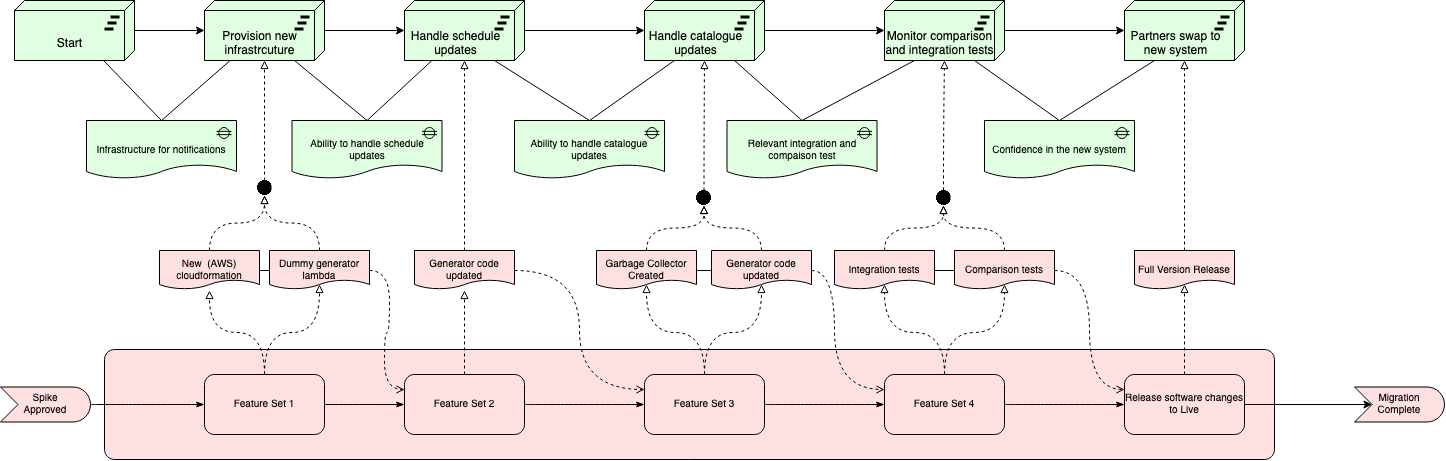 Start
Provision new
infrastrcuture
Handle schedule
updates
Handle catalogue
updates
Monitor comparison
and integration tests
Partners swap to
new system
Infrastructure for notifications
Ability to handle schedule
updates
Ability to handle catalogue
updates
Relevant integration and
compaison test
Confidence in the new system
New (AWS)
cloudformation
Dummy generator
lambda
Generator code
updated
Garbage Collector
Created
Generator code
updated
Integration tests
Comparison tests
Full Version Release
Spike
Approved
Feature Set 1
Feature Set 2
Feature Set 3
Feature Set 4
Release software changes
to Live
Migration
Complete